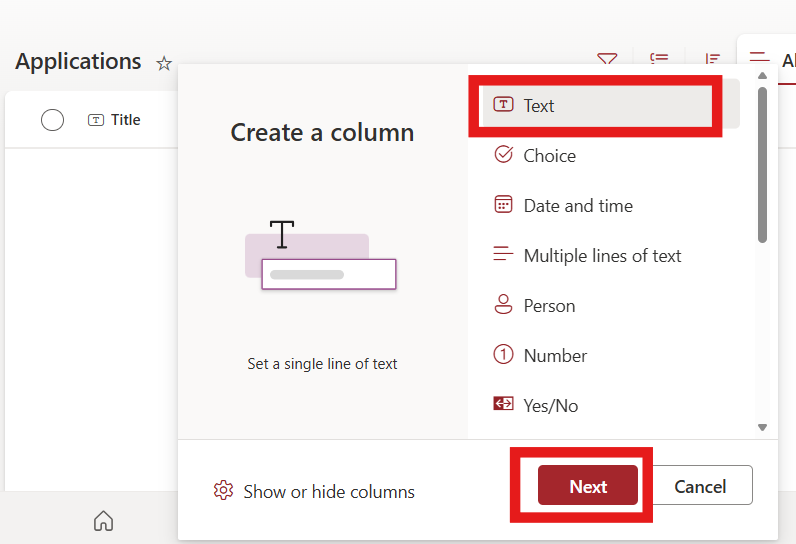 Applications
Al
Title
Create a column
Set a single line of text
Text
Choice
Date and time
Multiple lines of text
Person
Number
Yes/No
Show or hide columns
Next
Cancel